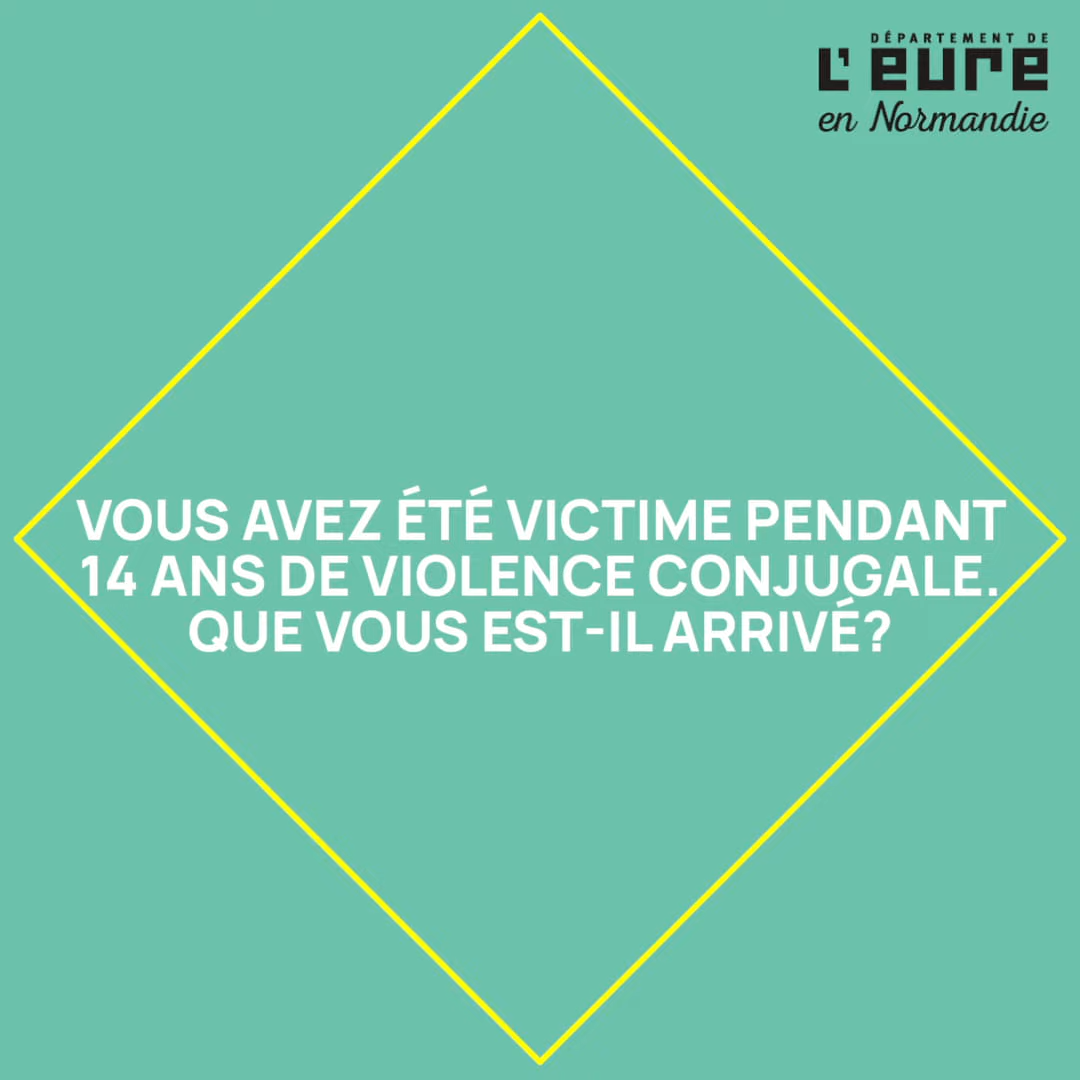 DÉPARTEMENT DE
L'EURE
en Normandie
VOUS AVEZ ÉTÉ VICTIME PENDANT
14 ANS DE VIOLENCE CONJUGALE.
QUE VOUS EST-IL ARRIVÉ?